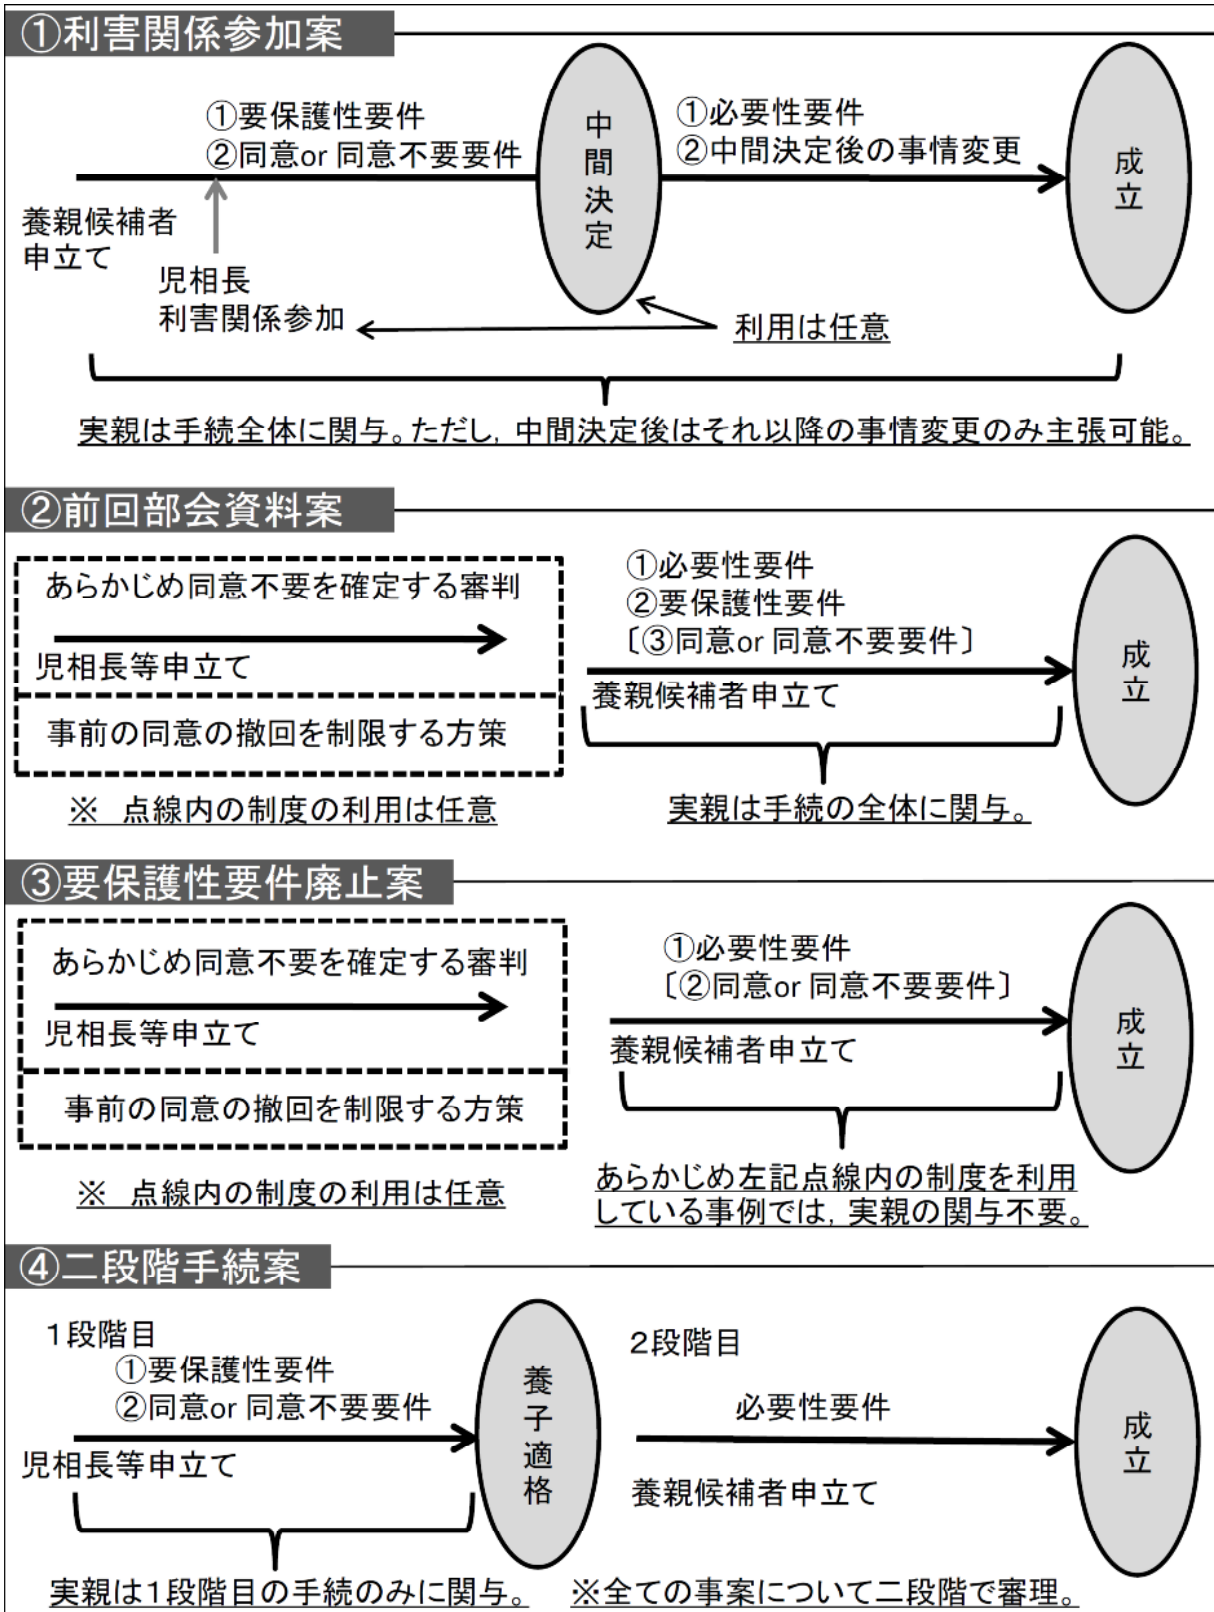 ①利害関係参加案
①要保護性要件
②同意or 同意不要要件
中間決定
①必要性要件
②中間決定後の事情変更
成立
養親候補者
申立て
児相長
利害関係参加
利用は任意
実親は手続全体に関与。ただし，中間決定後はそれ以降の事情変更のみ主張可能。
②前回部会資料案
あらかじめ同意不要を確定する審判
児相長等申立て
事前の同意の撤回を制限する方策
※　点線内の制度の利用は任意
①必要性要件
②要保護性要件
〔③同意or 同意不要要件〕
養親候補者申立て
成立
実親は手続の全体に関与。
③要保護性要件廃止案
あらかじめ同意不要を確定する審判
児相長等申立て
事前の同意の撤回を制限する方策
※　点線内の制度の利用は任意
①必要性要件
〔②同意or 同意不要要件〕
養親候補者申立て
成立
あらかじめ左記点線内の制度を利用
している事例では，実親の関与不要。
④二段階手続案
１段階目
①要保護性要件
②同意or 同意不要要件
児相長等申立て
養子適格
２段階目
必要性要件
養親候補者申立て
成立
実親は１段階目の手続のみに関与。
※全ての事案について二段階で審理。